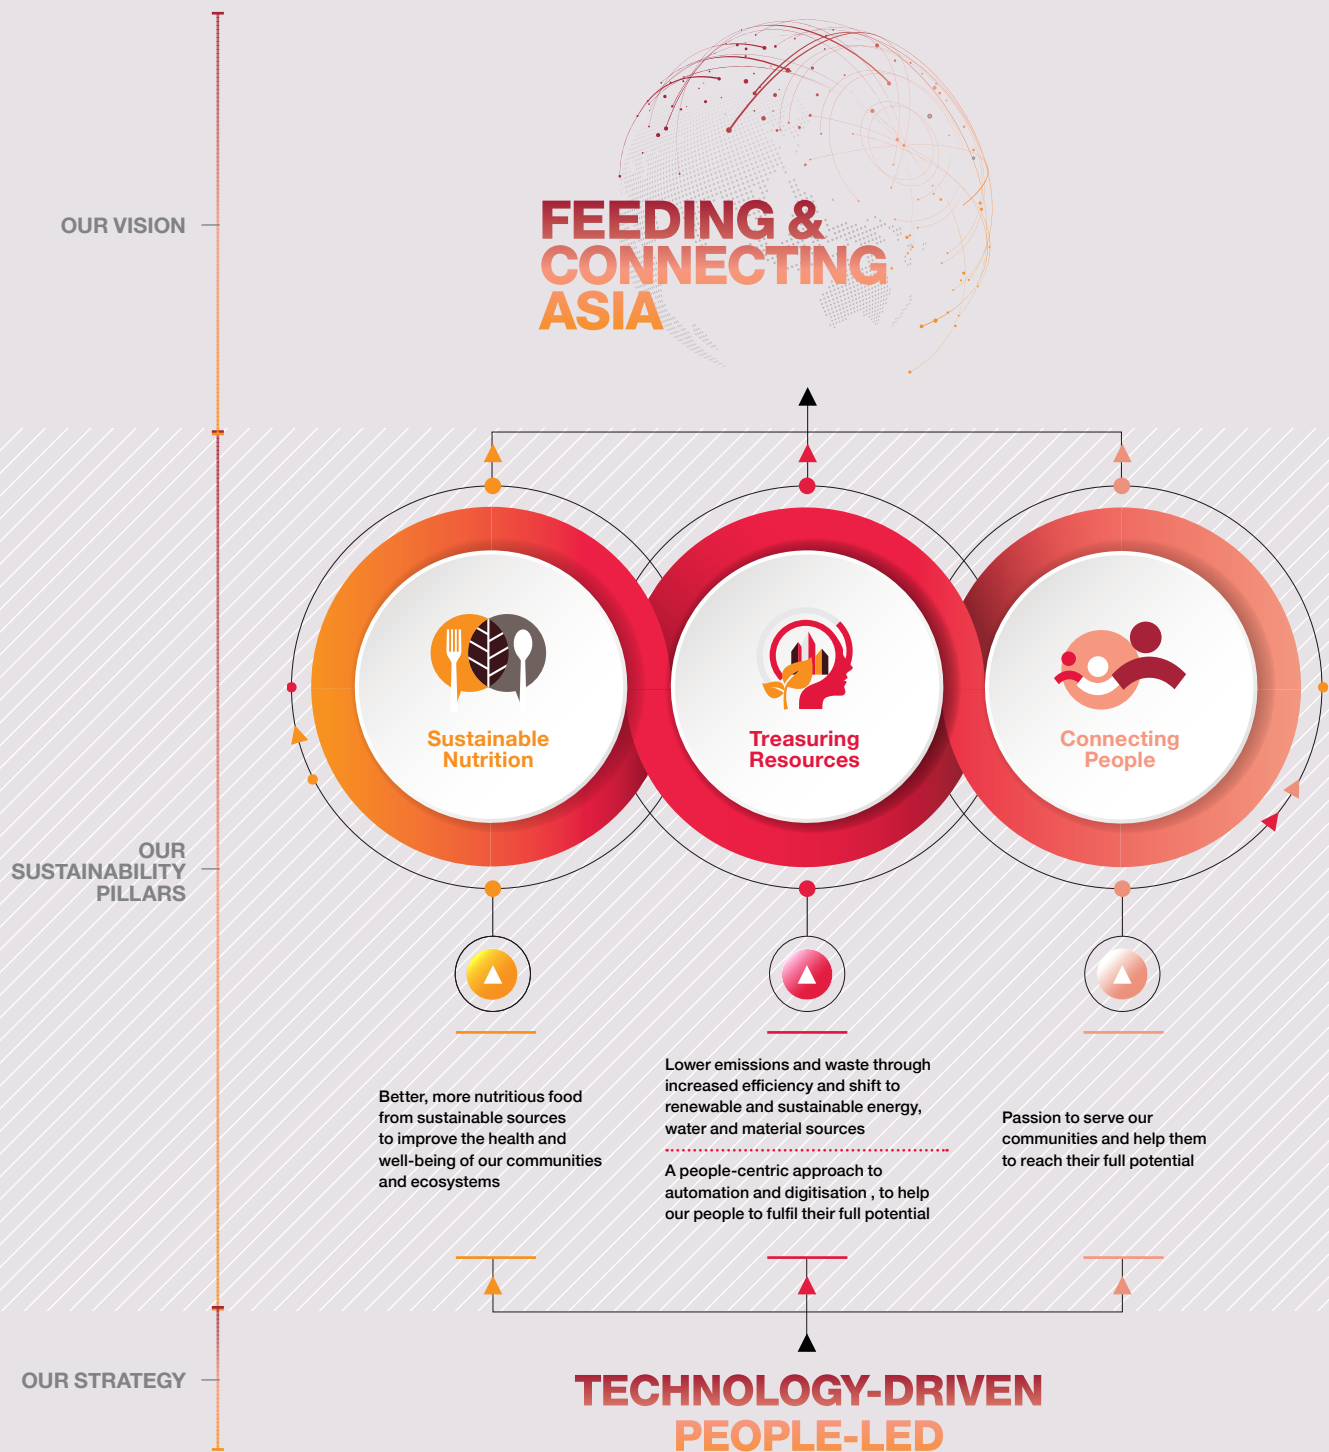 OUR VISION
FEEDING &
CONNECTING
ASIA
OUR
SUSTAINABILITY
PILLARS
Sustainable
Nutrition
Treasuring
Resources
Connecting
People
Better, more nutritious food
from sustainable sources
to improve the health and
well-being of our communities
and ecosystems
Lower emissions and waste through
increased efficiency and shift to
renewable and sustainable energy,
water and material sources
A people-centric approach to
automation and digitisation , to help
our people to fulfil their full potential
Passion to serve our
communities and help them
to reach their full potential
OUR STRATEGY
TECHNOLOGY-DRIVEN
PEOPLE-LED